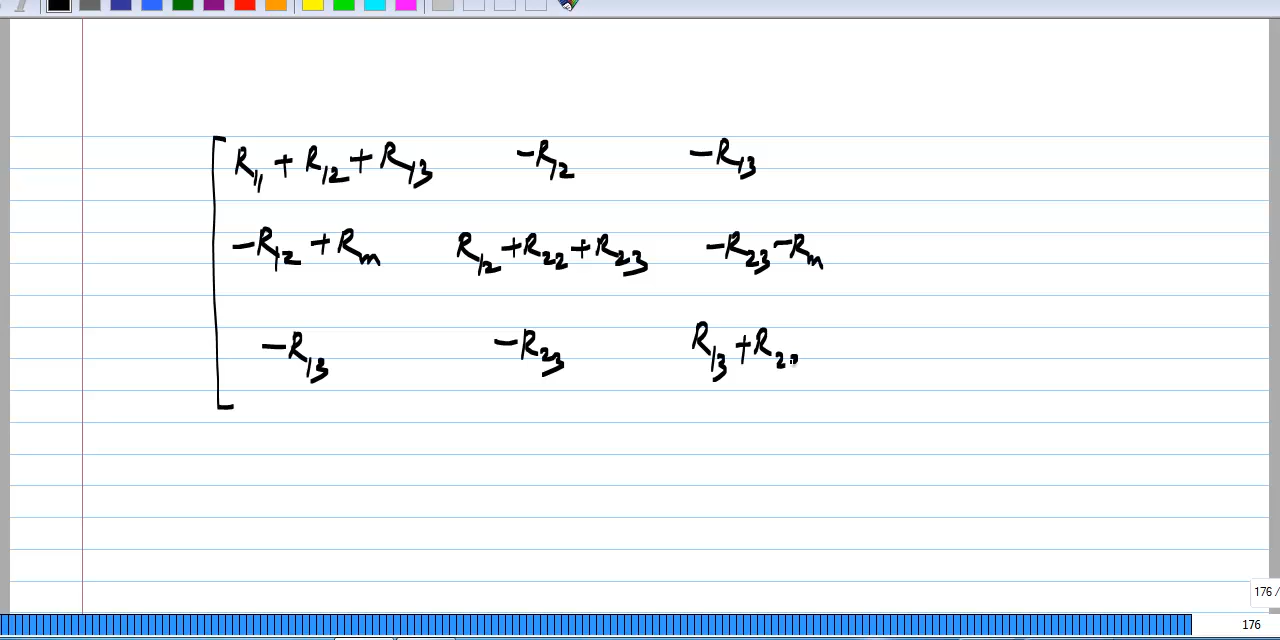 R11 + R12 + R13 -R12 -R13
-R12 + Rm R12 + R22 + R23 -R23 - Rm
-R13 -R23 R13 + R2
176 /
176